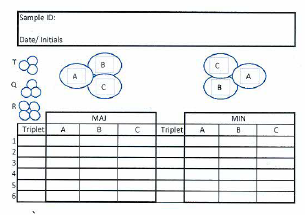 Sample ID:
Date/ Initials
T
B
A
C
C
A
B
Q
R
MAJ MIN
Triplet A B C Triplet A B C
1
2
3
4
5
6